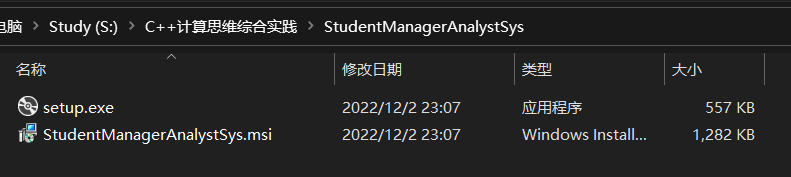 电脑 Study (S:) C++计算思维综合实践 StudentManagerAnalystSys
名称 修改日期 类型 大小
setup.exe 2022/12/2 23:07 应用程序 557 KB
StudentManagerAnalystSys.msi 2022/12/2 23:07 Windows Install... 1,282 KB